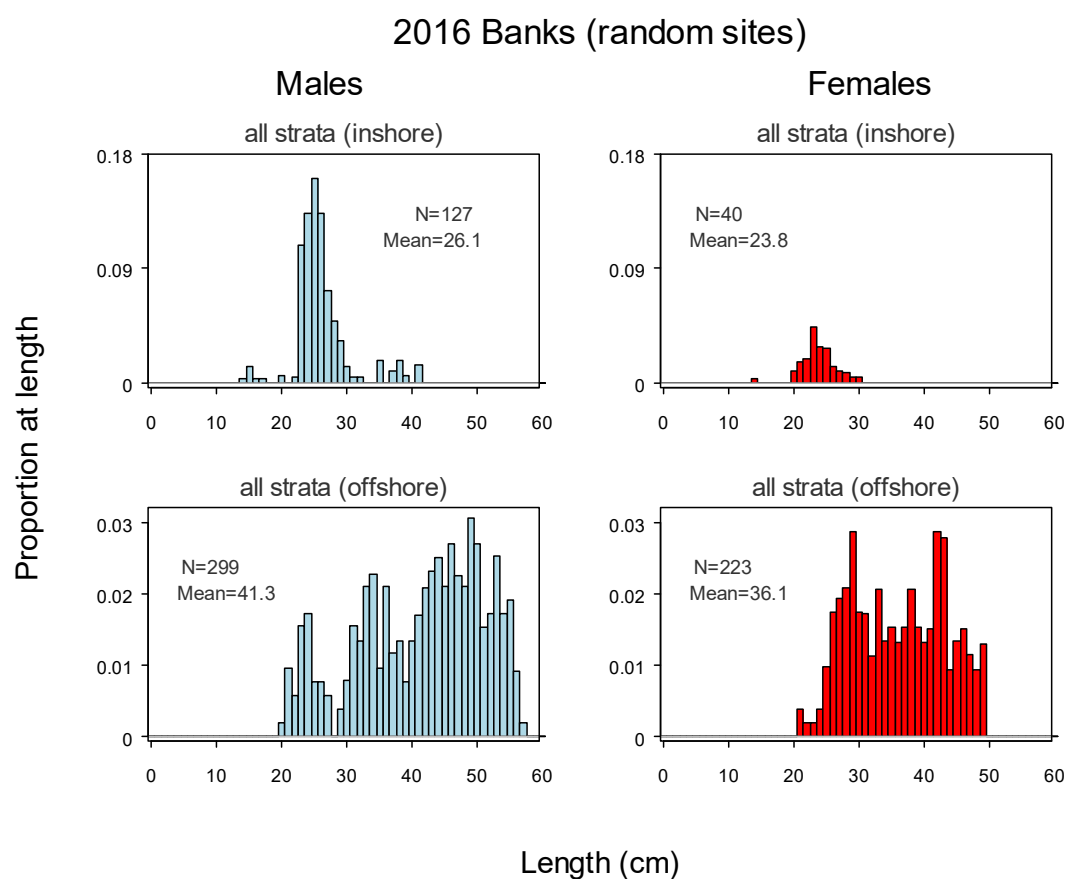 2016 Banks (random sites)
Males
Females
all strata (inshore)
all strata (inshore)
0.18
0.09
0
N=127
Mean=26.1
0 10 20 30 40 50 60
0.18
0.09
0
N=40
Mean=23.8
0 10 20 30 40 50 60
Proportion at length
all strata (offshore)
all strata (offshore)
0.03
0.02
0.01
0
N=299
Mean=41.3
0 10 20 30 40 50 60
0.03
0.02
0.01
0
N=223
Mean=36.1
0 10 20 30 40 50 60
Length (cm)